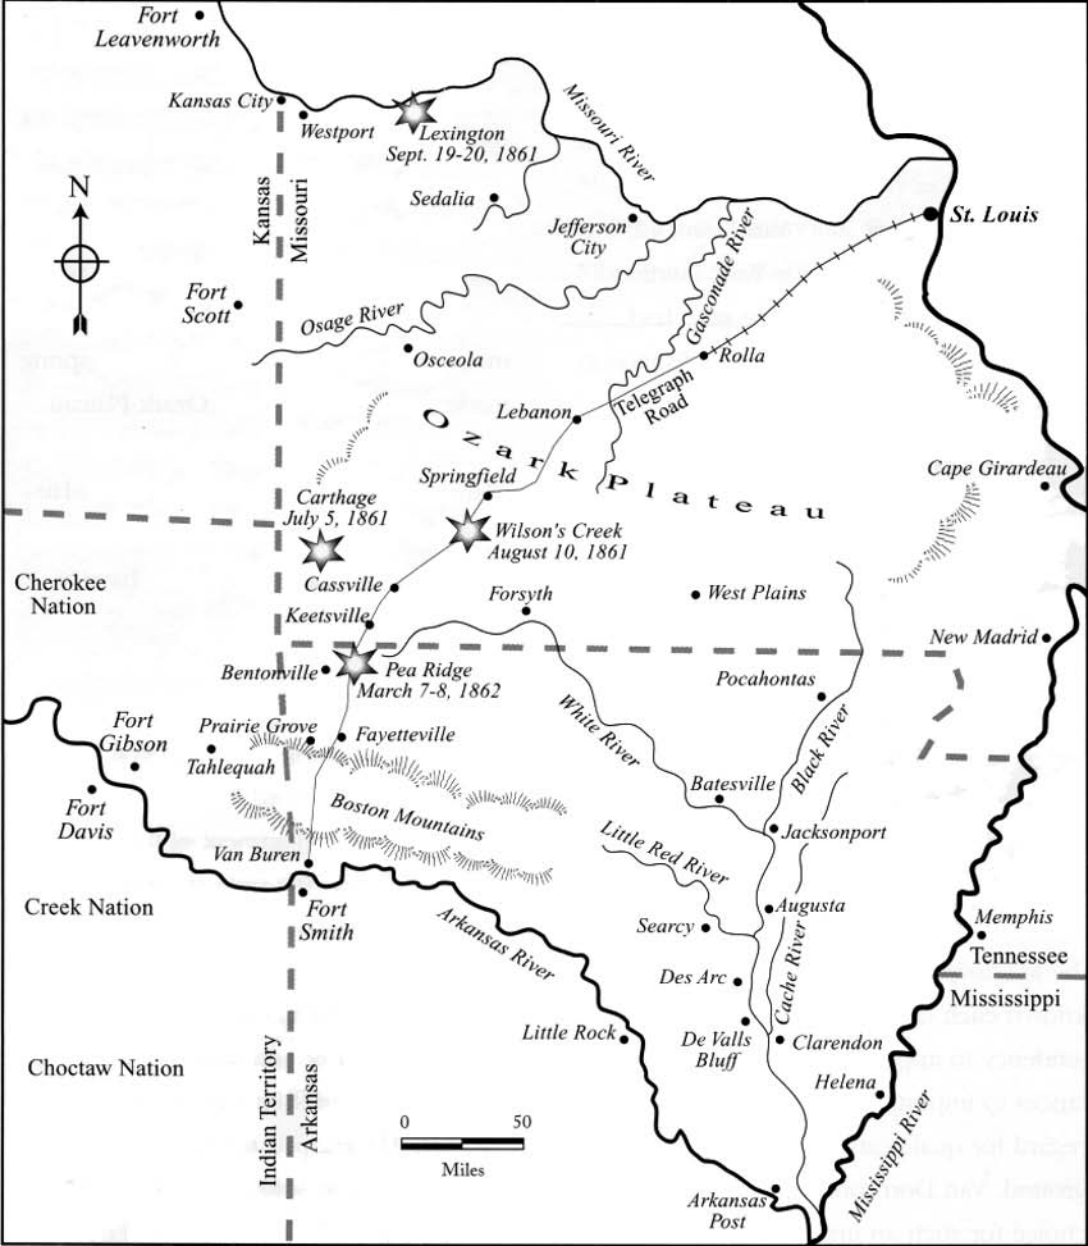 Fort
Leavenworth
Kansas City
Westport
Lexington
Sept. 19-20, 1861
Missouri River
N
Kansas
Missouri
Sedalia
Jefferson
City
St. Louis
Gasconade River
Fort
Scott
Osage River
Osceola
Rolla
Telegraph
Road
Lebanon
Ozark Plateau
Springfield
Cape Girardeau
Carthage
July 5, 1861
Wilson's Creek
August 10, 1861
Cherokee
Nation
Cassville
Forsyth
West Plains
Keetsville
New Madrid
Bentonville
Pea Ridge
March 7-8, 1862
Pocahontas
Fort
Gibson
Prairie Grove
Fayetteville
Tahlequah
White River
Black River
Fort
Davis
Boston Mountains
Batesville
Jacksonport
Little Red River
Van Buren
Creek Nation
Fort
Smith
Arkansas River
Augusta
Searcy
Cache River
Memphis
Tennessee
Mississippi
Des Arc
Little Rock
De Valls
Bluff
Clarendon
Choctaw Nation
Indian Territory
Arkansas
Helena
0 50
Miles
Mississippi River
Arkansas
Post